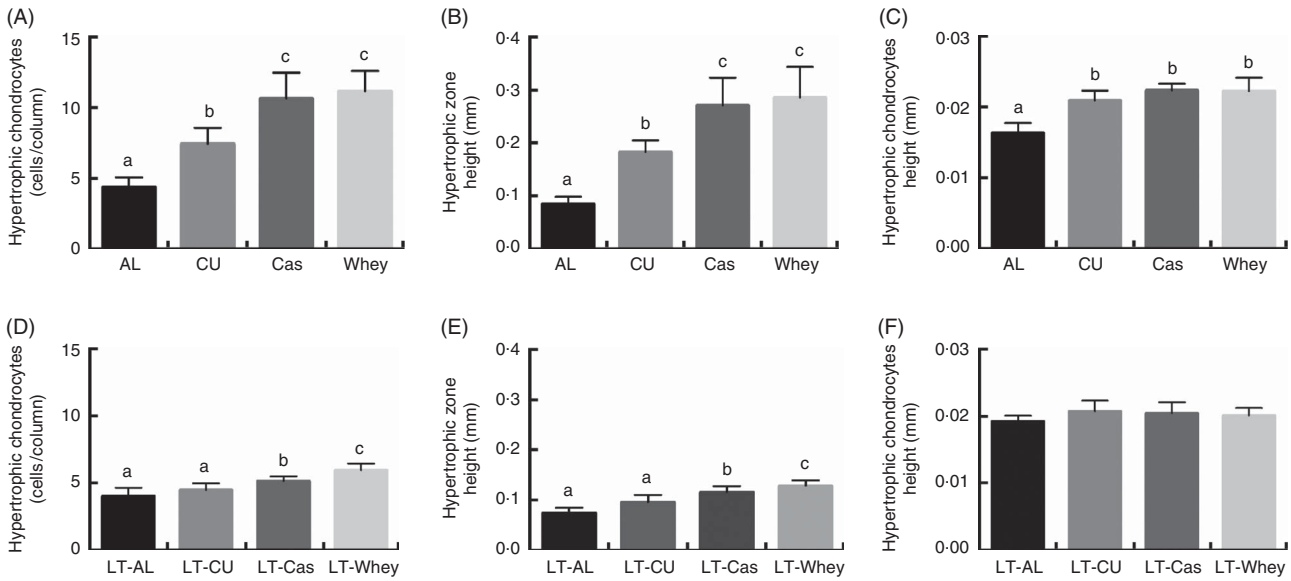 (A)
Hypertrophic chondrocytes
(cells/column)
15
10
5
0
a
b
c
c
AL
CU
Cas
Whey
(B)
Hypertrophic zone
height (mm)
0·4
0·3
0·2
0·1
0·0
a
b
c
c
AL
CU
Cas
Whey
(C)
Hypertrophic chondrocytes
height (mm)
0·03
0·02
0·01
0·00
a
b
b
b
AL
CU
Cas
Whey
(D)
Hypertrophic chondrocytes
(cells/column)
15
10
5
0
a
a
b
c
LT-AL
LT-CU
LT-Cas
LT-Whey
(E)
Hypertrophic zone
height (mm)
0·4
0·3
0·2
0·1
0·0
a
a
b
c
LT-AL
LT-CU
LT-Cas
LT-Whey
(F)
Hypertrophic chondrocytes
height (mm)
0·03
0·02
0·01
0·00
LT-AL
LT-CU
LT-Cas
LT-Whey